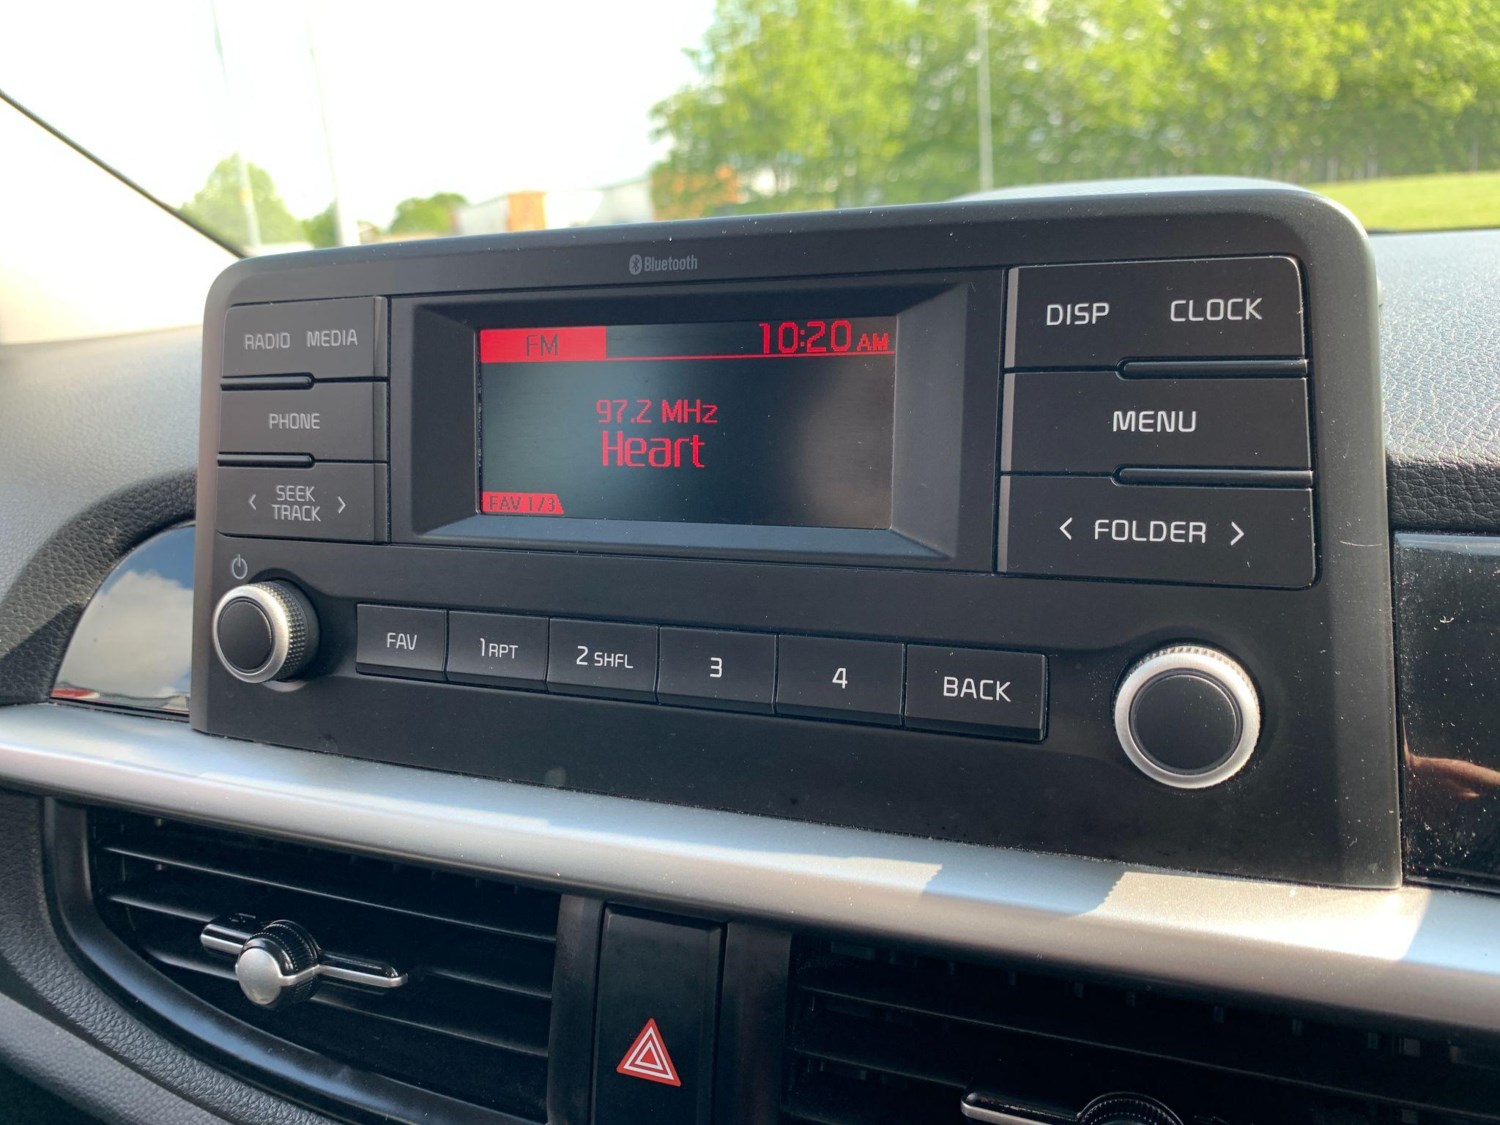 Bluetooth
RADIO MEDIA
PHONE
< SEEK >
TRACK
FM 10:20 AM
97.2 MHz
Heart
FAV 1/3
DISP CLOCK
MENU
< FOLDER >
FAV 1 RPT 2 SHFL 3 4 BACK